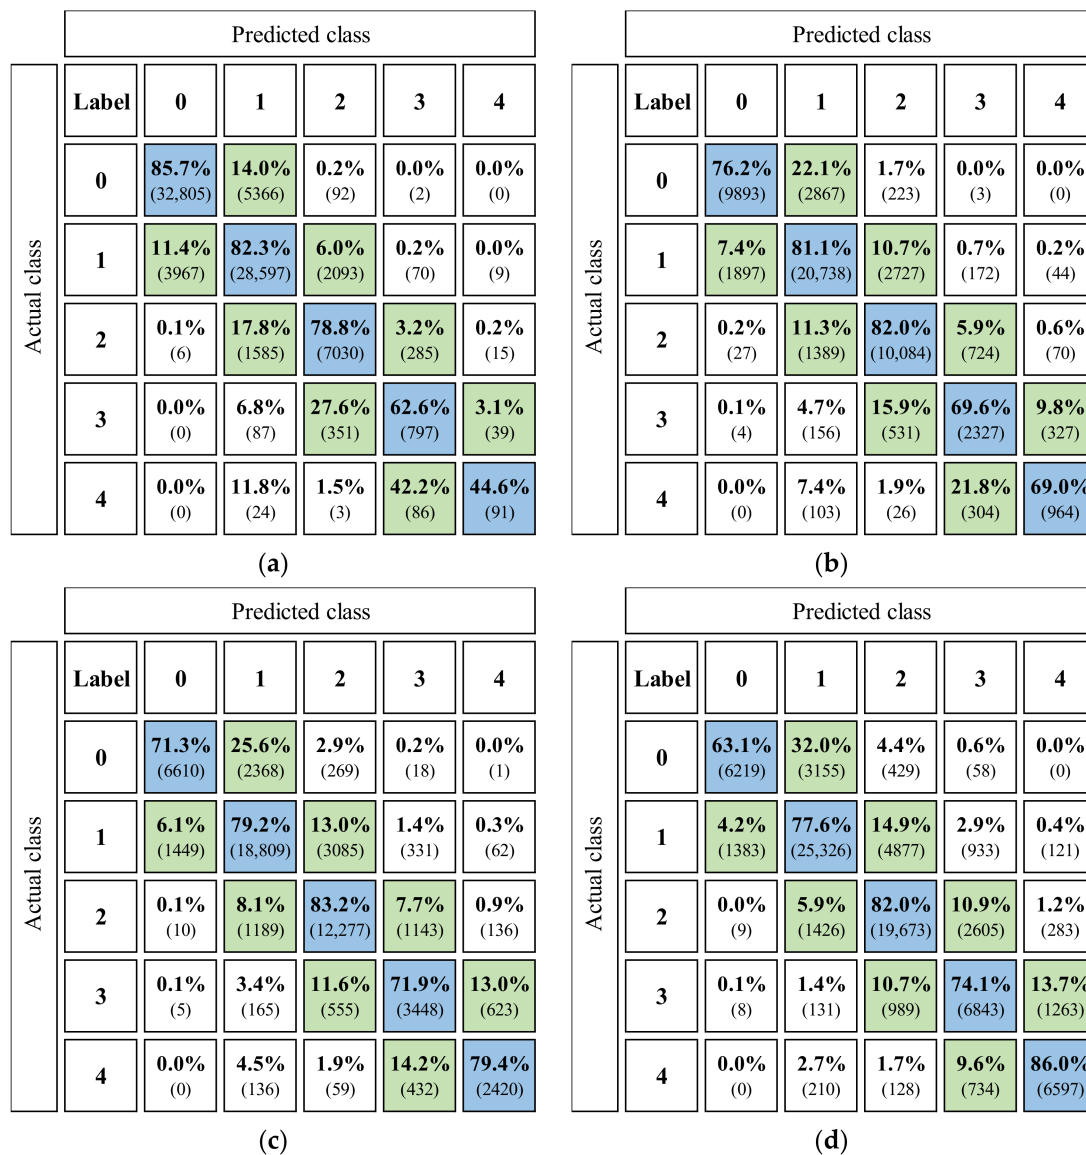 Predicted class
Actual class
Label 0 1 2 3 4
0 85.7% 14.0% 0.2% 0.0% 0.0%
(32,805) (5366) (92) (2) (0)
1 11.4% 82.3% 6.0% 0.2% 0.0%
(3967) (28,597) (2093) (70) (9)
2 0.1% 17.8% 78.8% 3.2% 0.2%
(6) (1585) (7030) (285) (15)
3 0.0% 6.8% 27.6% 62.6% 3.1%
(0) (87) (351) (797) (39)
4 0.0% 11.8% 1.5% 42.2% 44.6%
(0) (24) (3) (86) (91)
(a)
Predicted class
Actual class
Label 0 1 2 3 4
0 76.2% 22.1% 1.7% 0.0% 0.0%
(9893) (2867) (223) (3) (0)
1 7.4% 81.1% 10.7% 0.7% 0.2%
(1897) (20,738) (2727) (172) (44)
2 0.2% 11.3% 82.0% 5.9% 0.6%
(27) (1389) (10,084) (724) (70)
3 0.1% 4.7% 15.9% 69.6% 9.8%
(4) (156) (531) (2327) (327)
4 0.0% 7.4% 1.9% 21.8% 69.0%
(0) (103) (26) (304) (964)
(b)
Predicted class
Actual class
Label 0 1 2 3 4
0 71.3% 25.6% 2.9% 0.2% 0.0%
(6610) (2368) (269) (18) (1)
1 6.1% 79.2% 13.0% 1.4% 0.3%
(1449) (18,809) (3085) (331) (62)
2 0.1% 8.1% 83.2% 7.7% 0.9%
(10) (1189) (12,277) (1143) (136)
3 0.1% 3.4% 11.6% 71.9% 13.0%
(5) (165) (555) (3448) (623)
4 0.0% 4.5% 1.9% 14.2% 79.4%
(0) (136) (59) (432) (2420)
(c)
Predicted class
Actual class
Label 0 1 2 3 4
0 63.1% 32.0% 4.4% 0.6% 0.0%
(6219) (3155) (429) (58) (0)
1 4.2% 77.6% 14.9% 2.9% 0.4%
(1383) (25,326) (4877) (933) (121)
2 0.0% 5.9% 82.0% 10.9% 1.2%
(9) (1426) (19,673) (2605) (283)
3 0.1% 1.4% 10.7% 74.1% 13.7%
(8) (131) (989) (6843) (1263)
4 0.0% 2.7% 1.7% 9.6% 86.0%
(0) (210) (128) (734) (6597)
(d)